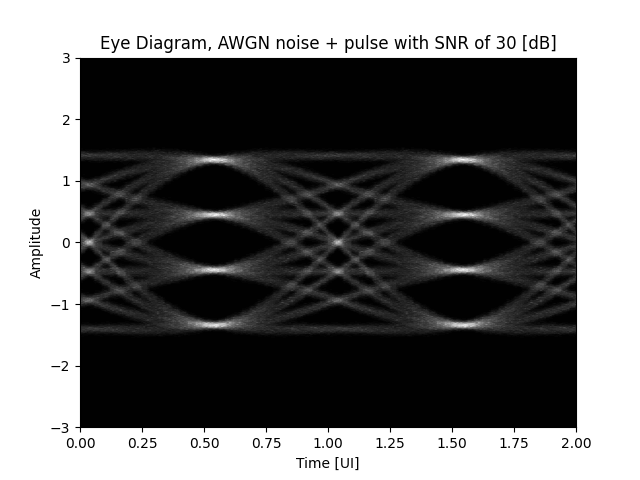 Eye Diagram, AWGN noise + pulse with SNR of 30 [dB]
3
2
1
0
−1
−2
−3
Amplitude
0.00 0.25 0.50 0.75 1.00 1.25 1.50 1.75 2.00
Time [UI]